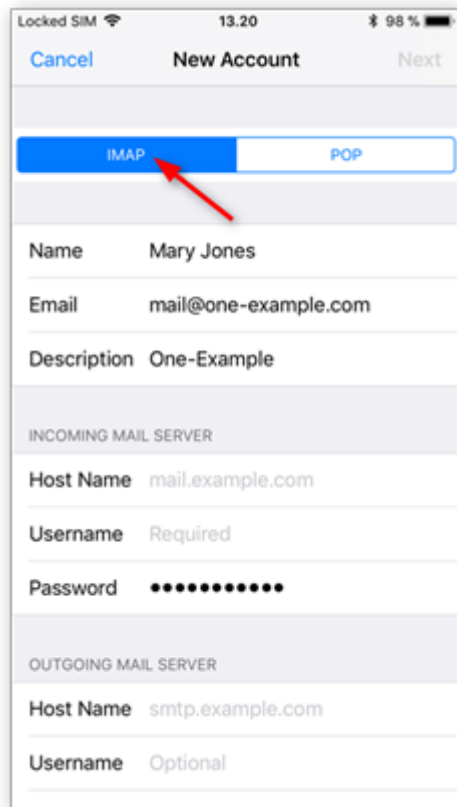 Locked SIM 13.20 98 %
Cancel New Account Next
IMAP POP
Name Mary Jones
Email mail@one-example.com
Description One-Example
INCOMING MAIL SERVER
Host Name mail.example.com
Username Required
Password ●●●●●●●●●●●
OUTGOING MAIL SERVER
Host Name smtp.example.com
Username Optional